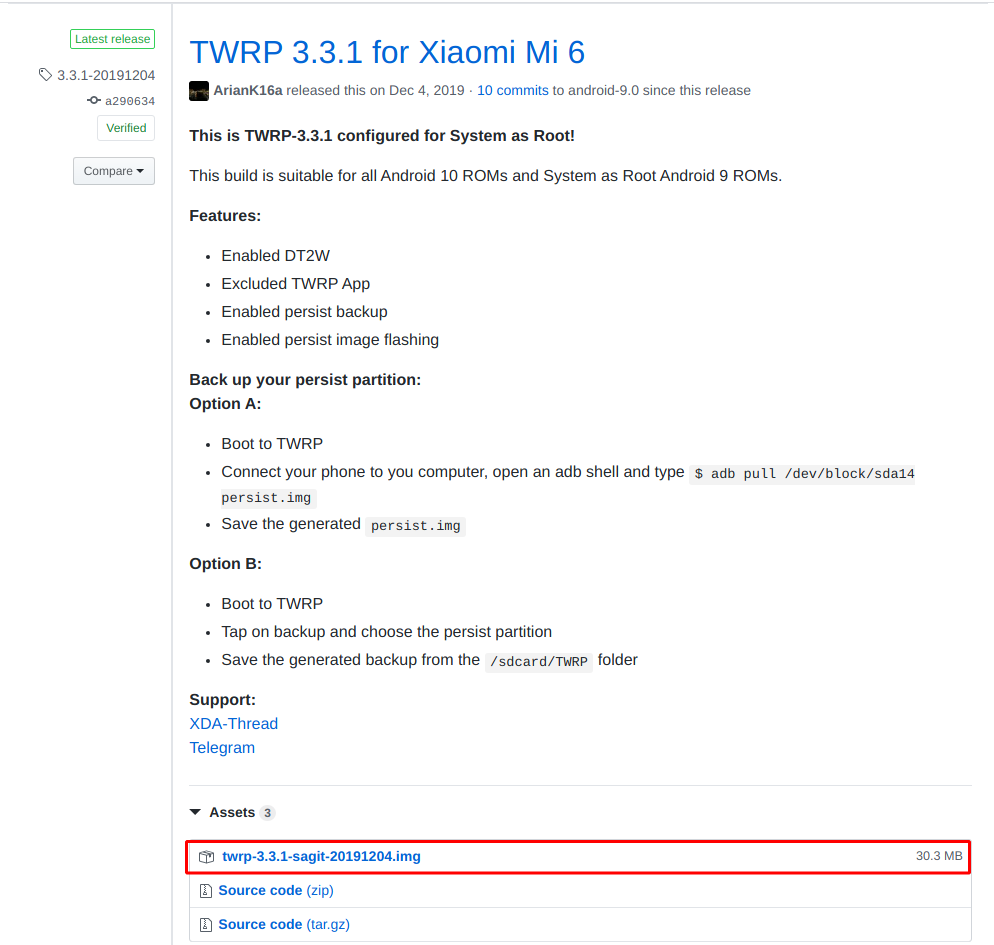 Latest release
3.3.1-20191204
a290634
Verified
Compare
TWRP 3.3.1 for Xiaomi Mi 6
ArianK16a released this on Dec 4, 2019 · 10 commits to android-9.0 since this release
This is TWRP-3.3.1 configured for System as Root!
This build is suitable for all Android 10 ROMs and System as Root Android 9 ROMs.
Features:
• Enabled DT2W
• Excluded TWRP App
• Enabled persist backup
• Enabled persist image flashing
Back up your persist partition:
Option A:
• Boot to TWRP
• Connect your phone to you computer, open an adb shell and type $ adb pull /dev/block/sda14
persist.img
• Save the generated persist.img
Option B:
• Boot to TWRP
• Tap on backup and choose the persist partition
• Save the generated backup from the /sdcard/TWRP folder
Support:
XDA-Thread
Telegram
Assets 3
twrp-3.3.1-sagit-20191204.img 30.3 MB
Source code (zip)
Source code (tar.gz)